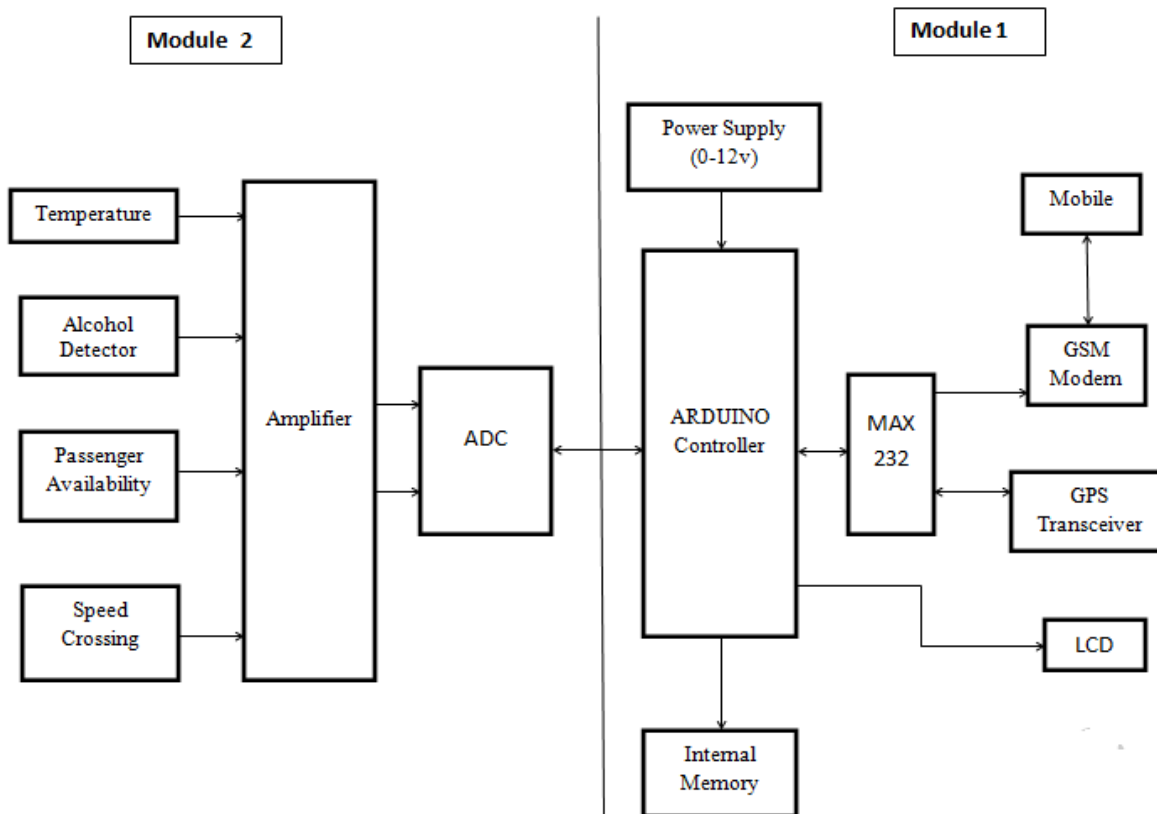 Module 2
Module 1
Power Supply
(0-12v)
Temperature
Mobile
Alcohol
Detector
GSM
Modem
Amplifier
ADC
ARDUINO
Controller
MAX
232
Passenger
Availability
GPS
Transceiver
Speed
Crossing
LCD
Internal
Memory